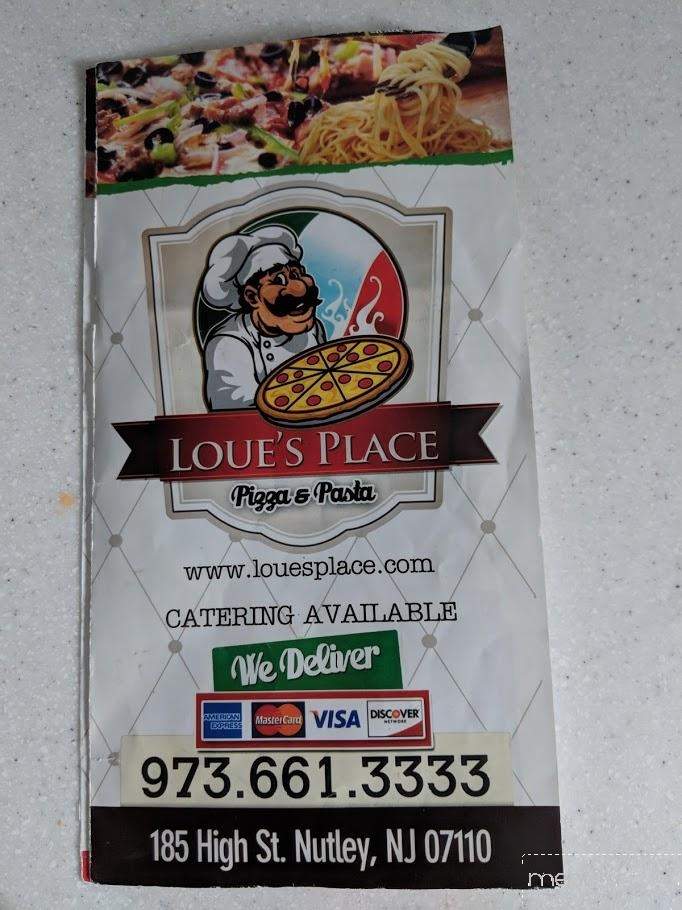 LOUE'S PLACE
Pizza & Pasta
www.louesplace.com
CATERING AVAILABLE
We Deliver
AMERICAN EXPRESS MasterCard VISA DISCOVER NETWORK
973.661.3333
185 High St. Nutley, NJ 07110